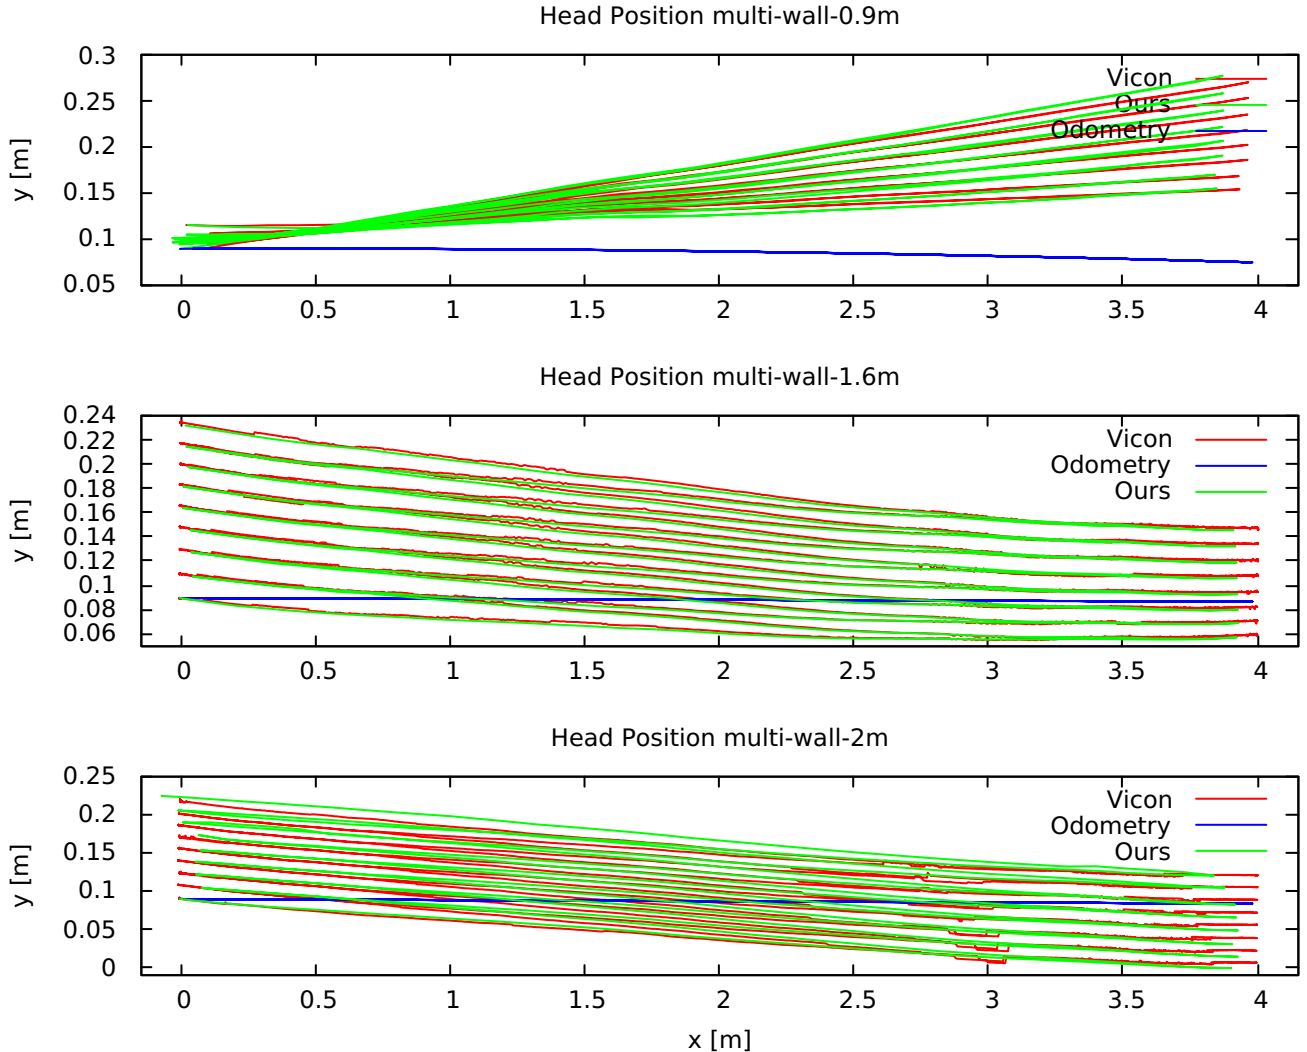 Head Position multi-wall-0.9m
0.3
0.25
0.2
0.15
0.1
0.05
y [m]
Vicon
Ours
Odometry
0 0.5 1 1.5 2 2.5 3 3.5 4
Head Position multi-wall-1.6m
0.24
0.22
0.2
0.18
0.16
0.14
0.12
0.1
0.08
0.06
y [m]
Vicon
Odometry
Ours
0 0.5 1 1.5 2 2.5 3 3.5 4
Head Position multi-wall-2m
0.25
0.2
0.15
0.1
0.05
0
y [m]
Vicon
Odometry
Ours
0 0.5 1 1.5 2 2.5 3 3.5 4
x [m]